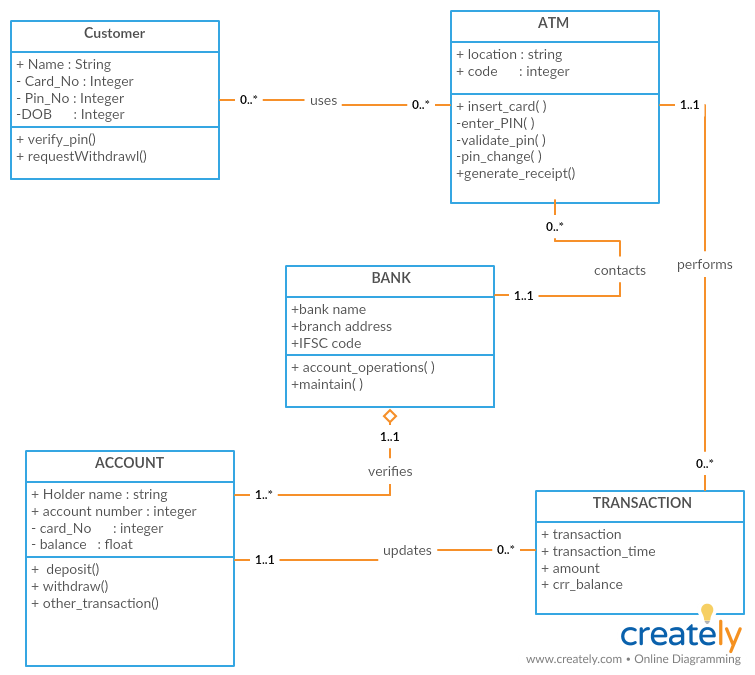 Customer
+ Name : String
- Card_No : Integer
- Pin_No : Integer
-DOB : Integer
+ verify_pin()
+ requestWithdrawl()
ATM
+ location : string
+ code : integer
+ insert_card( )
-enter_PIN( )
-validate_pin( )
-pin_change( )
+generate_receipt()
0..*
uses
0..*
1..1
0..*
contacts
performs
1..1
BANK
+bank name
+branch address
+IFSC code
+ account_operations( )
+maintain( )
1..1
verifies
1..*
0..*
ACCOUNT
+ Holder name : string
+ account number : integer
- card_No : integer
- balance : float
+ deposit()
+ withdraw()
+ other_transaction()
1..1
updates
0..*
TRANSACTION
+ transaction
+ transaction_time
+ amount
+ crr_balance
creately
www.creately.com • Online Diagramming